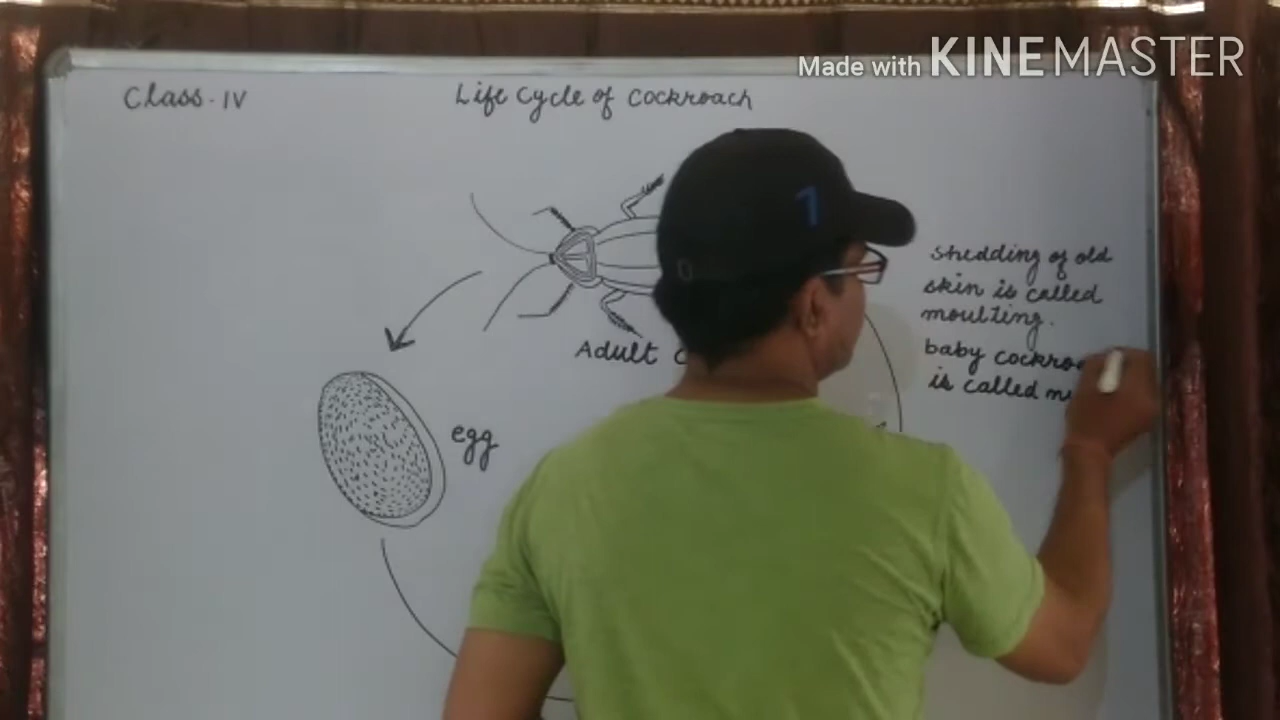 Made with KINEMASTER
Class-IV
Life Cycle of Cockroach
shedding of old
skin is called
moulting.
baby
is called
Adult
egg
7